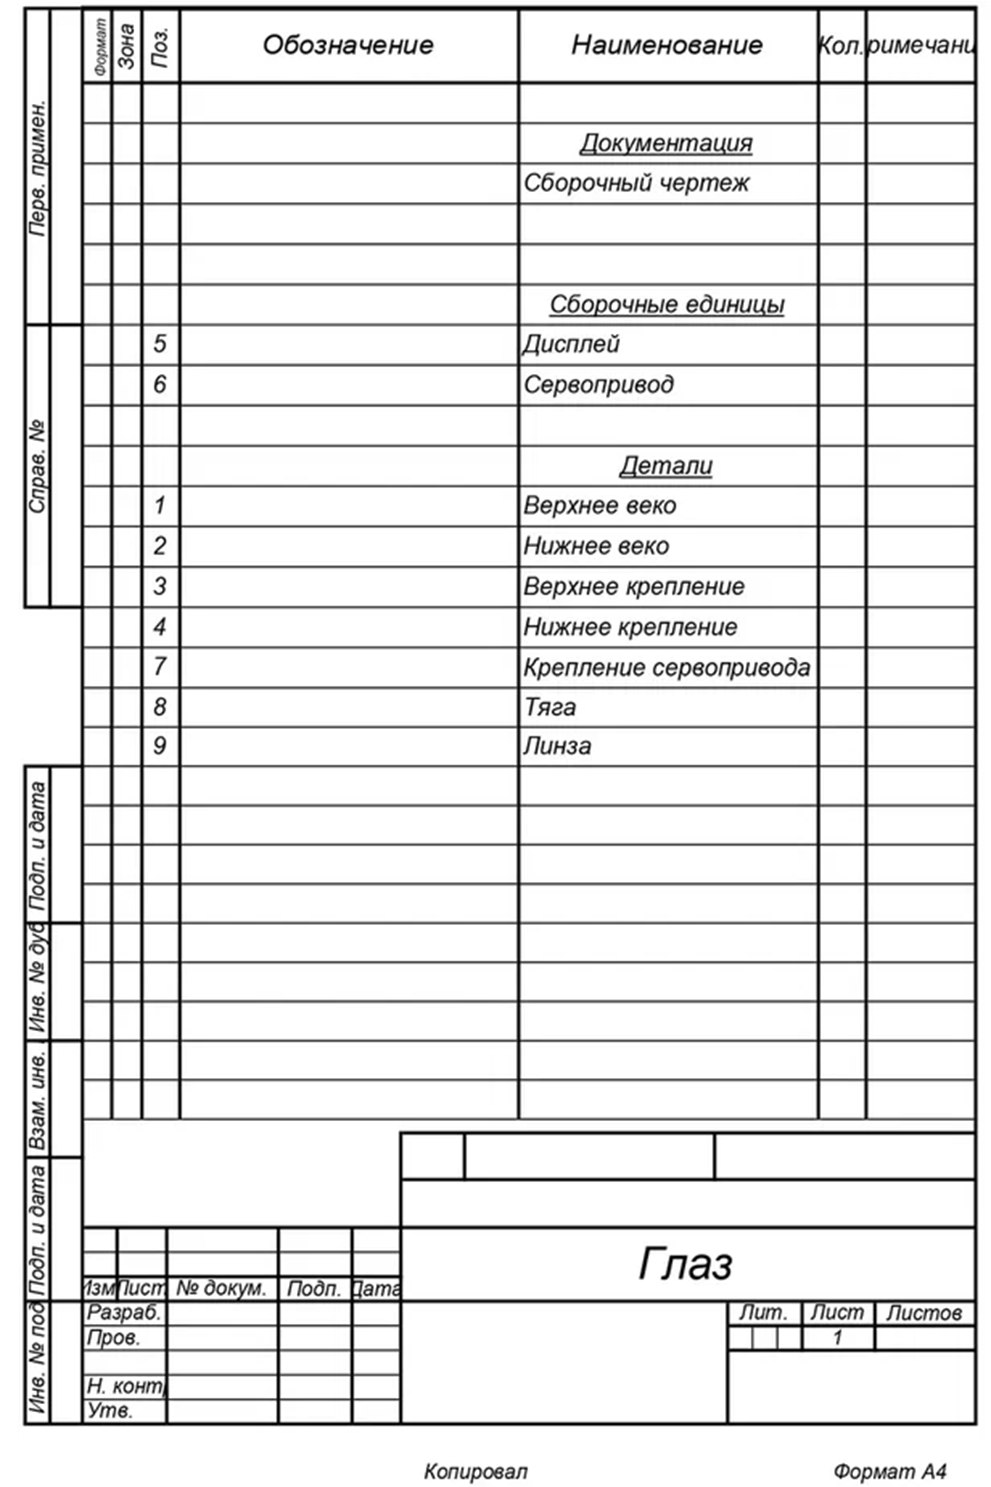 Формат Зона Поз. Обозначение Наименование Кол. римечани
Документация
Сборочный чертеж
Сборочные единицы
5 Дисплей
6 Сервопривод
Детали
1 Верхнее веко
2 Нижнее веко
3 Верхнее крепление
4 Нижнее крепление
7 Крепление сервопривода
8 Тяга
9 Линза
Перв. примен.
Справ. №
Подп. и дата
Инв. № дуб
Взам. инв.
Подп. и дата
Инв. № под
Глаз
Изм Лист № докум. Подп. Дата
Разраб.
Пров.
Н. конт
Утв.
Лит. Лист Листов
1
Копировал Формат А4